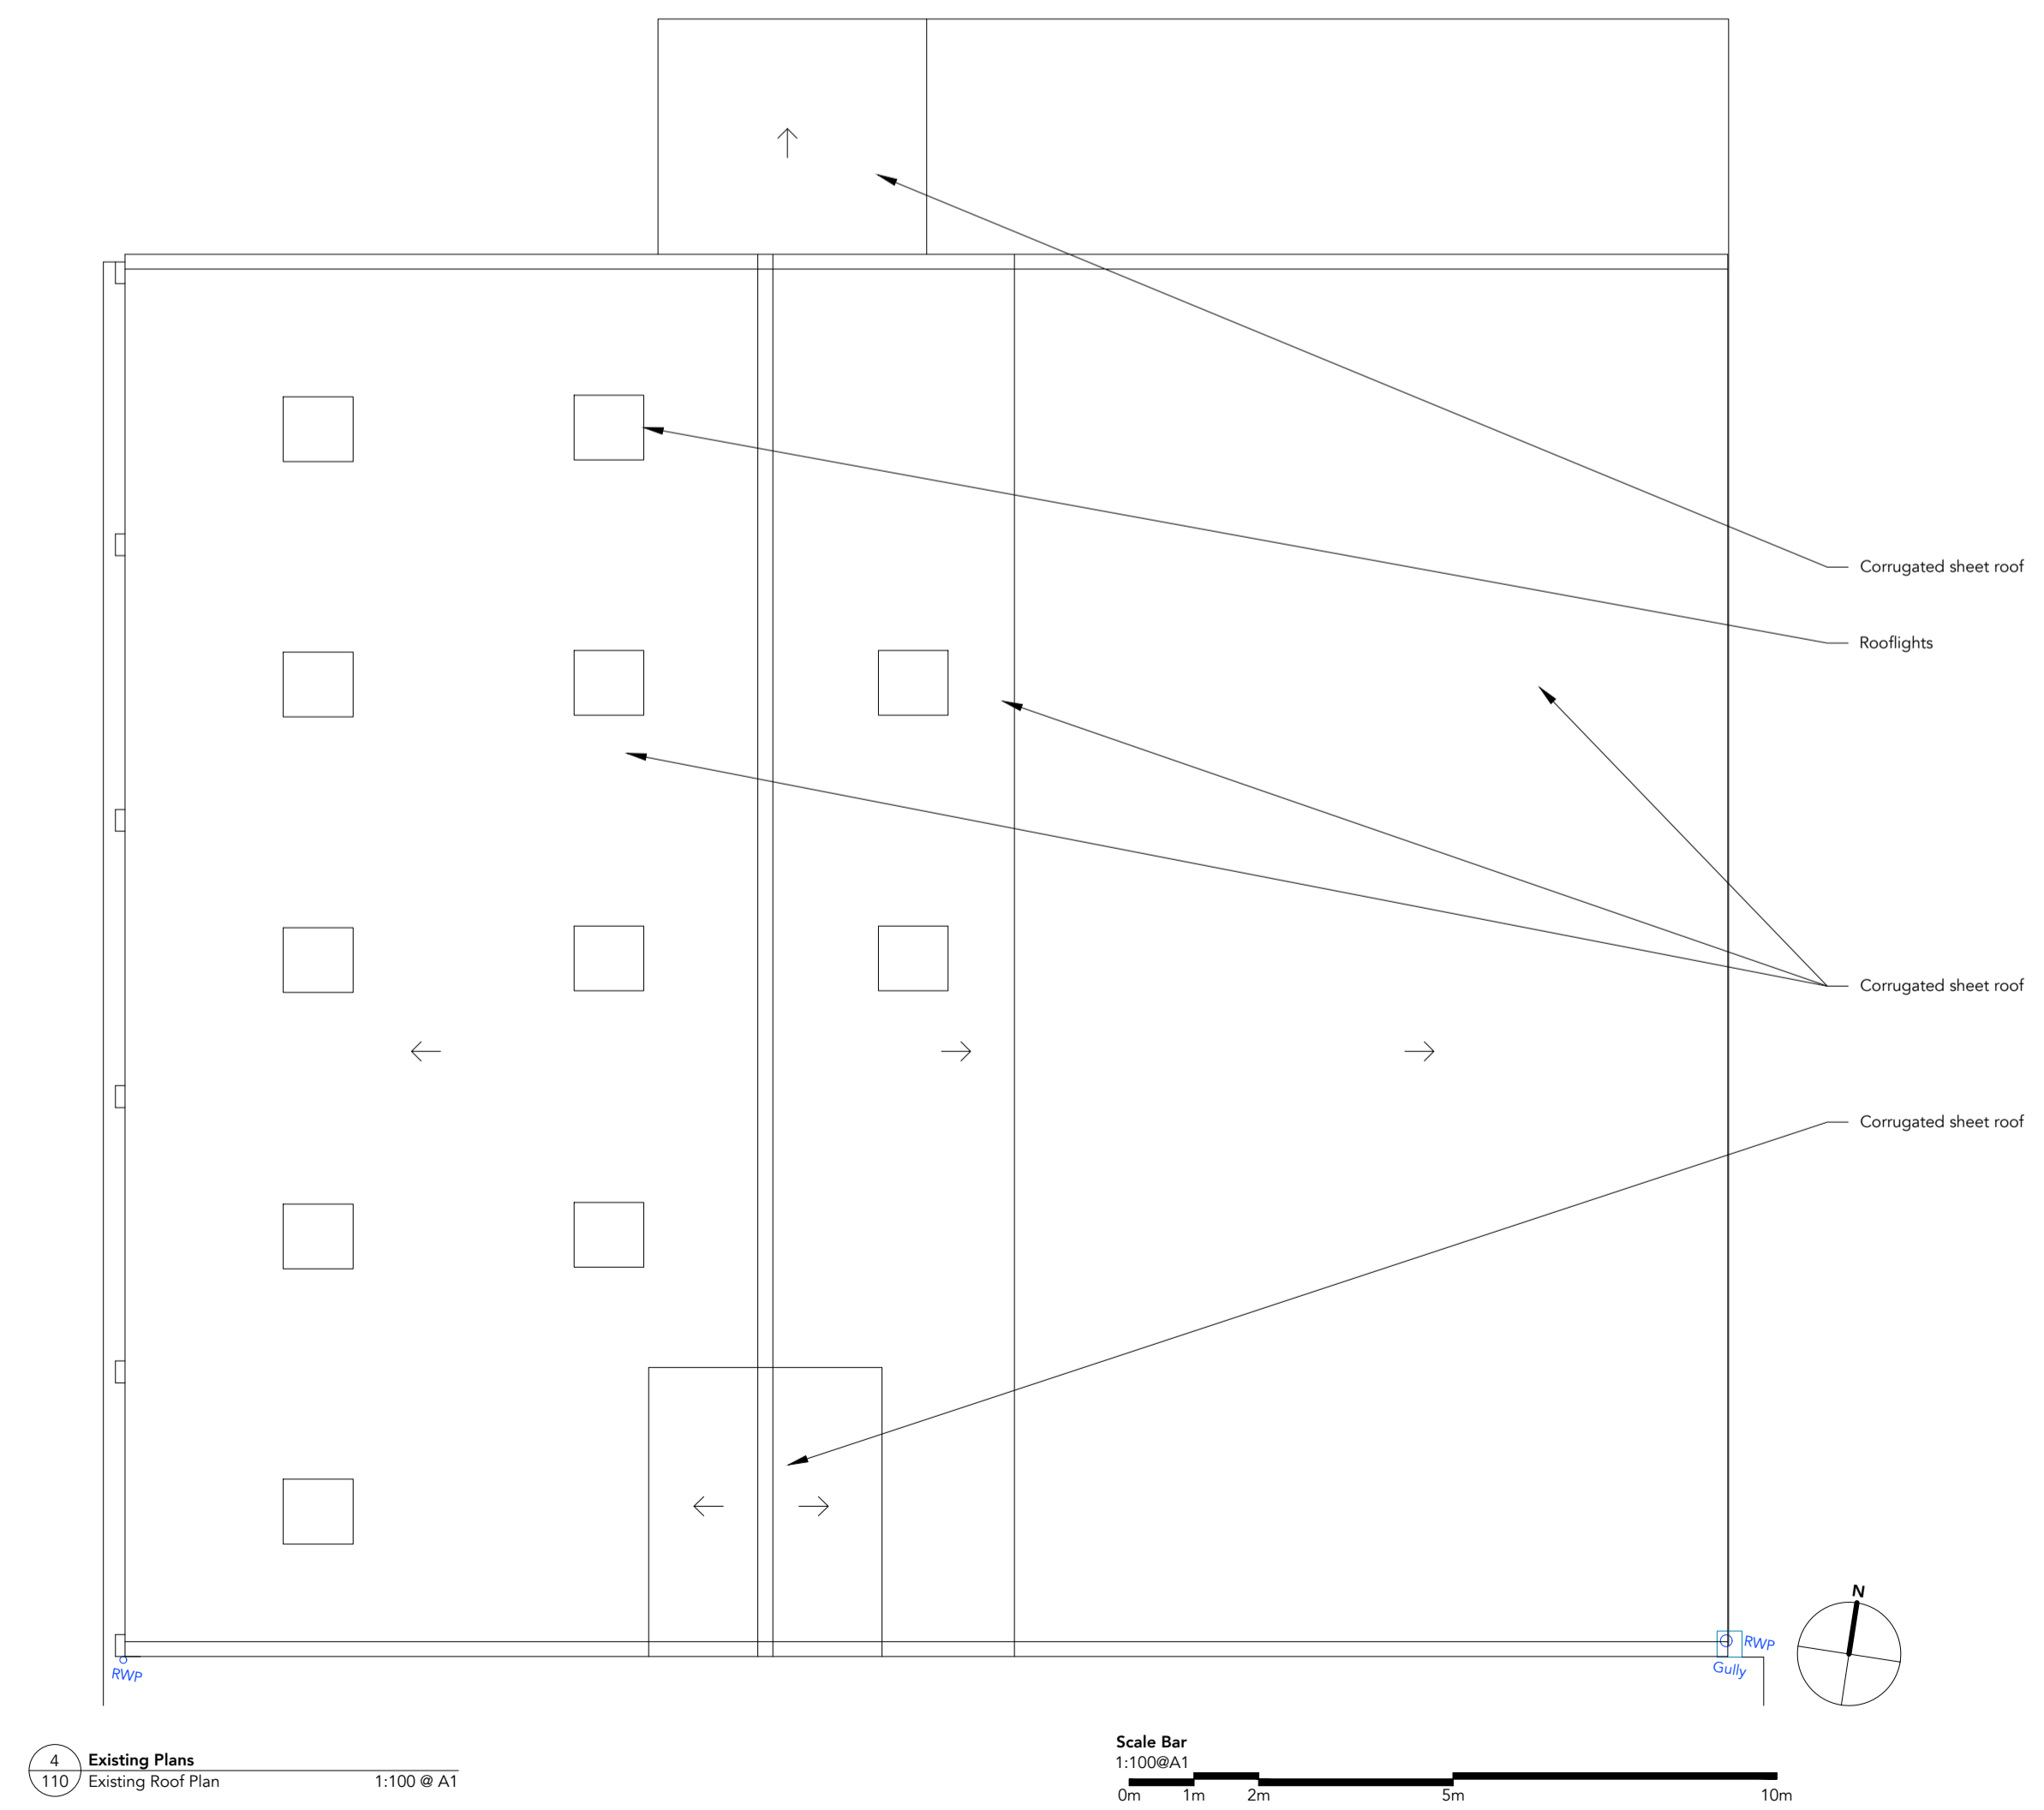 Corrugated sheet roof
Rooflights
Corrugated sheet roof
Corrugated sheet roof
N
RWP
Gully
RWP
4
110
Existing Plans
Existing Roof Plan 1:100 @ A1
Scale Bar
1:100@A1
0m 1m 2m 5m 10m